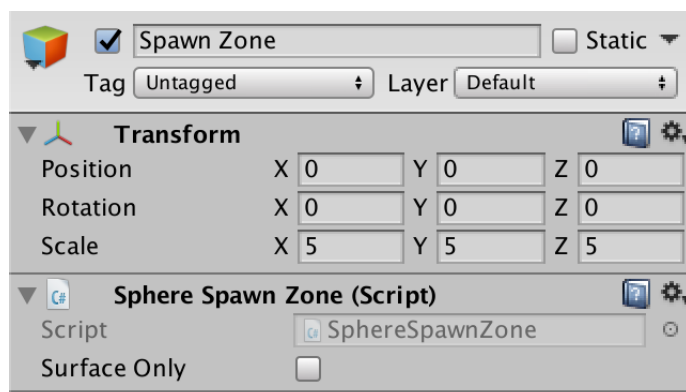 Spawn Zone Static
Tag Untagged Layer Default
Transform
Position X 0 Y 0 Z 0
Rotation X 0 Y 0 Z 0
Scale X 5 Y 5 Z 5
C# Sphere Spawn Zone (Script)
Script SphereSpawnZone
Surface Only